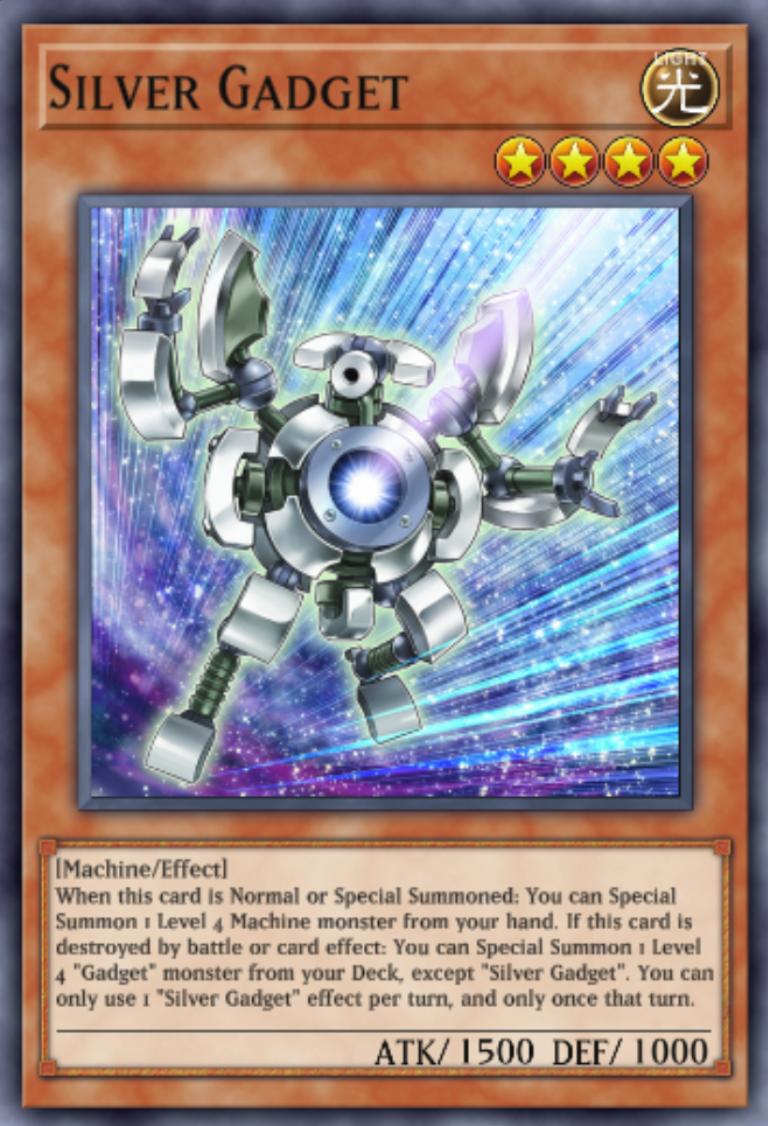 SILVER GADGET
LIGHT
光
[Machine/Effect]
When this card is Normal or Special Summoned: You can Special
Summon 1 Level 4 Machine monster from your hand. If this card is
destroyed by battle or card effect: You can Special Summon 1 Level
4 "Gadget" monster from your Deck, except "Silver Gadget". You can
only use 1 "Silver Gadget" effect per turn, and only once that turn.
ATK/ 1500 DEF/ 1000